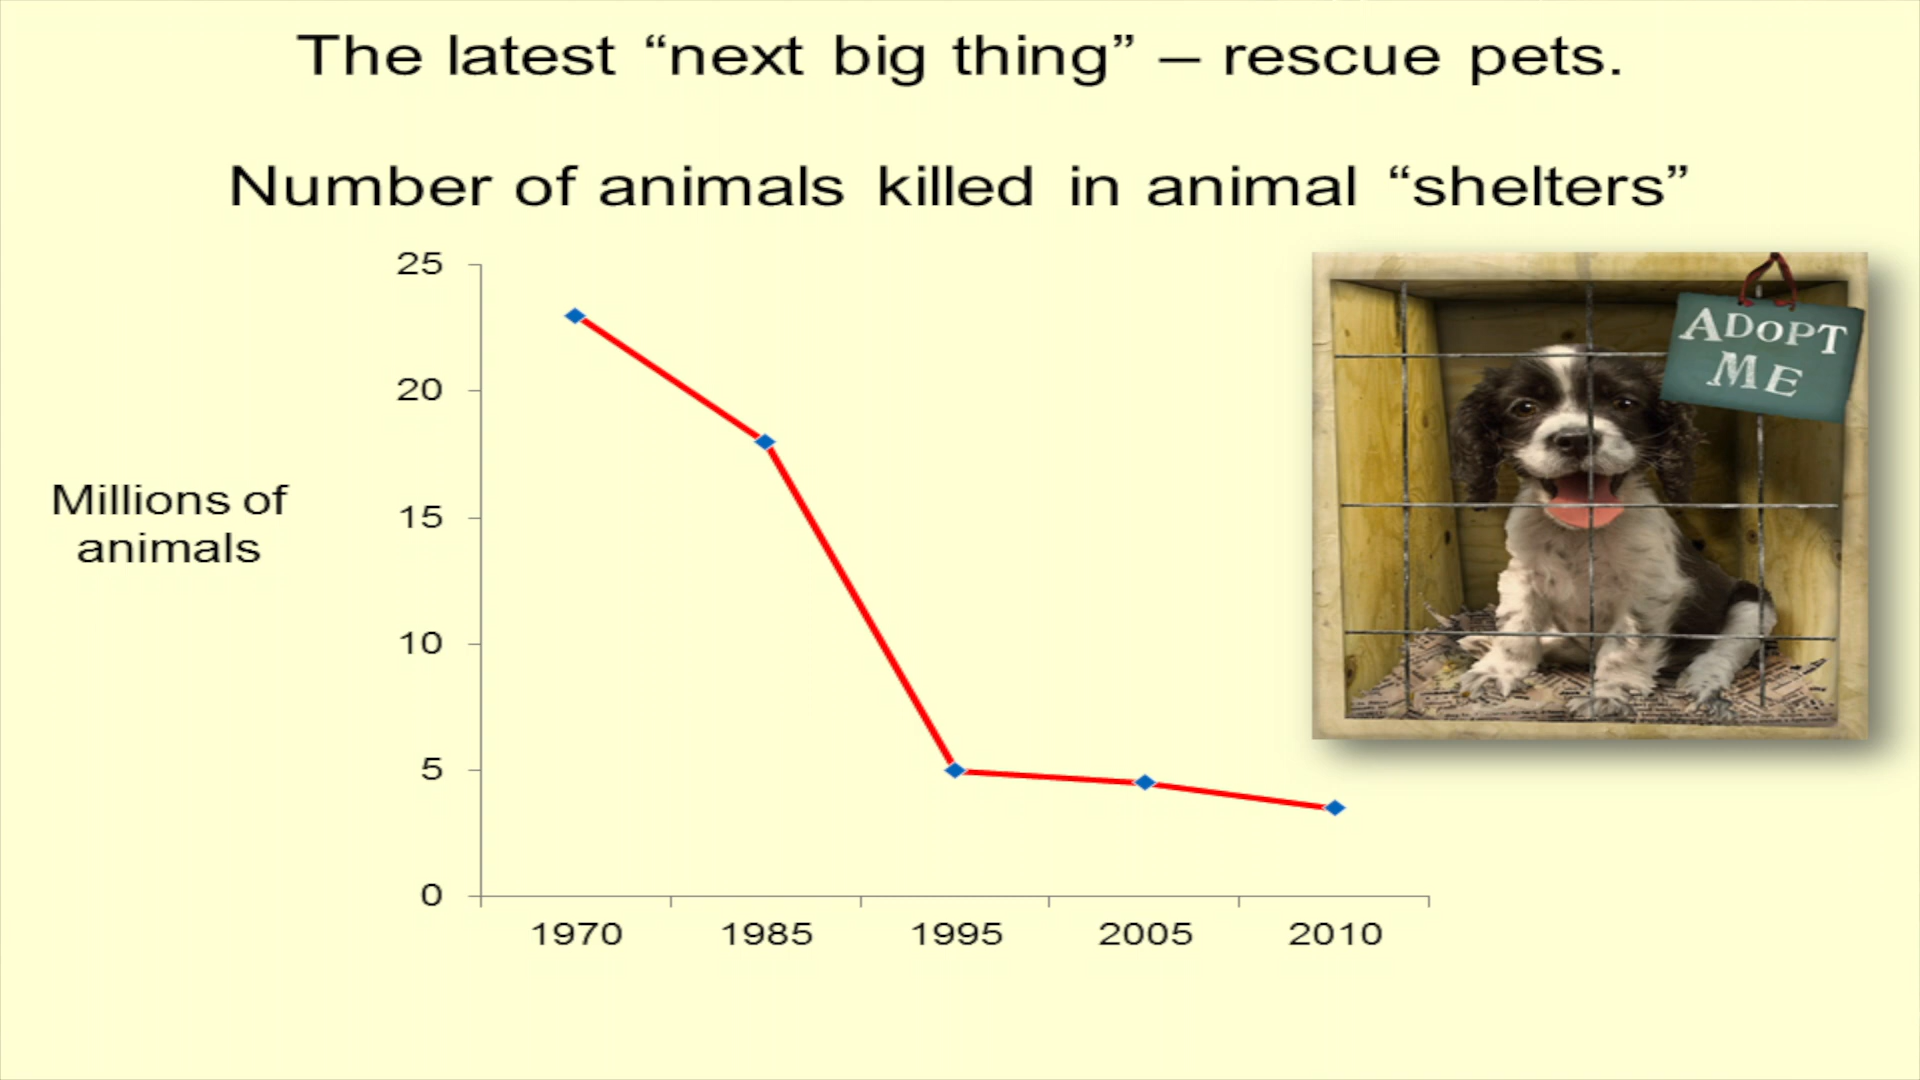 The latest “next big thing” – rescue pets.
Number of animals killed in animal “shelters”
25
20
15
10
5
0
Millions of
animals
1970 1985 1995 2005 2010
ADOPT
ME